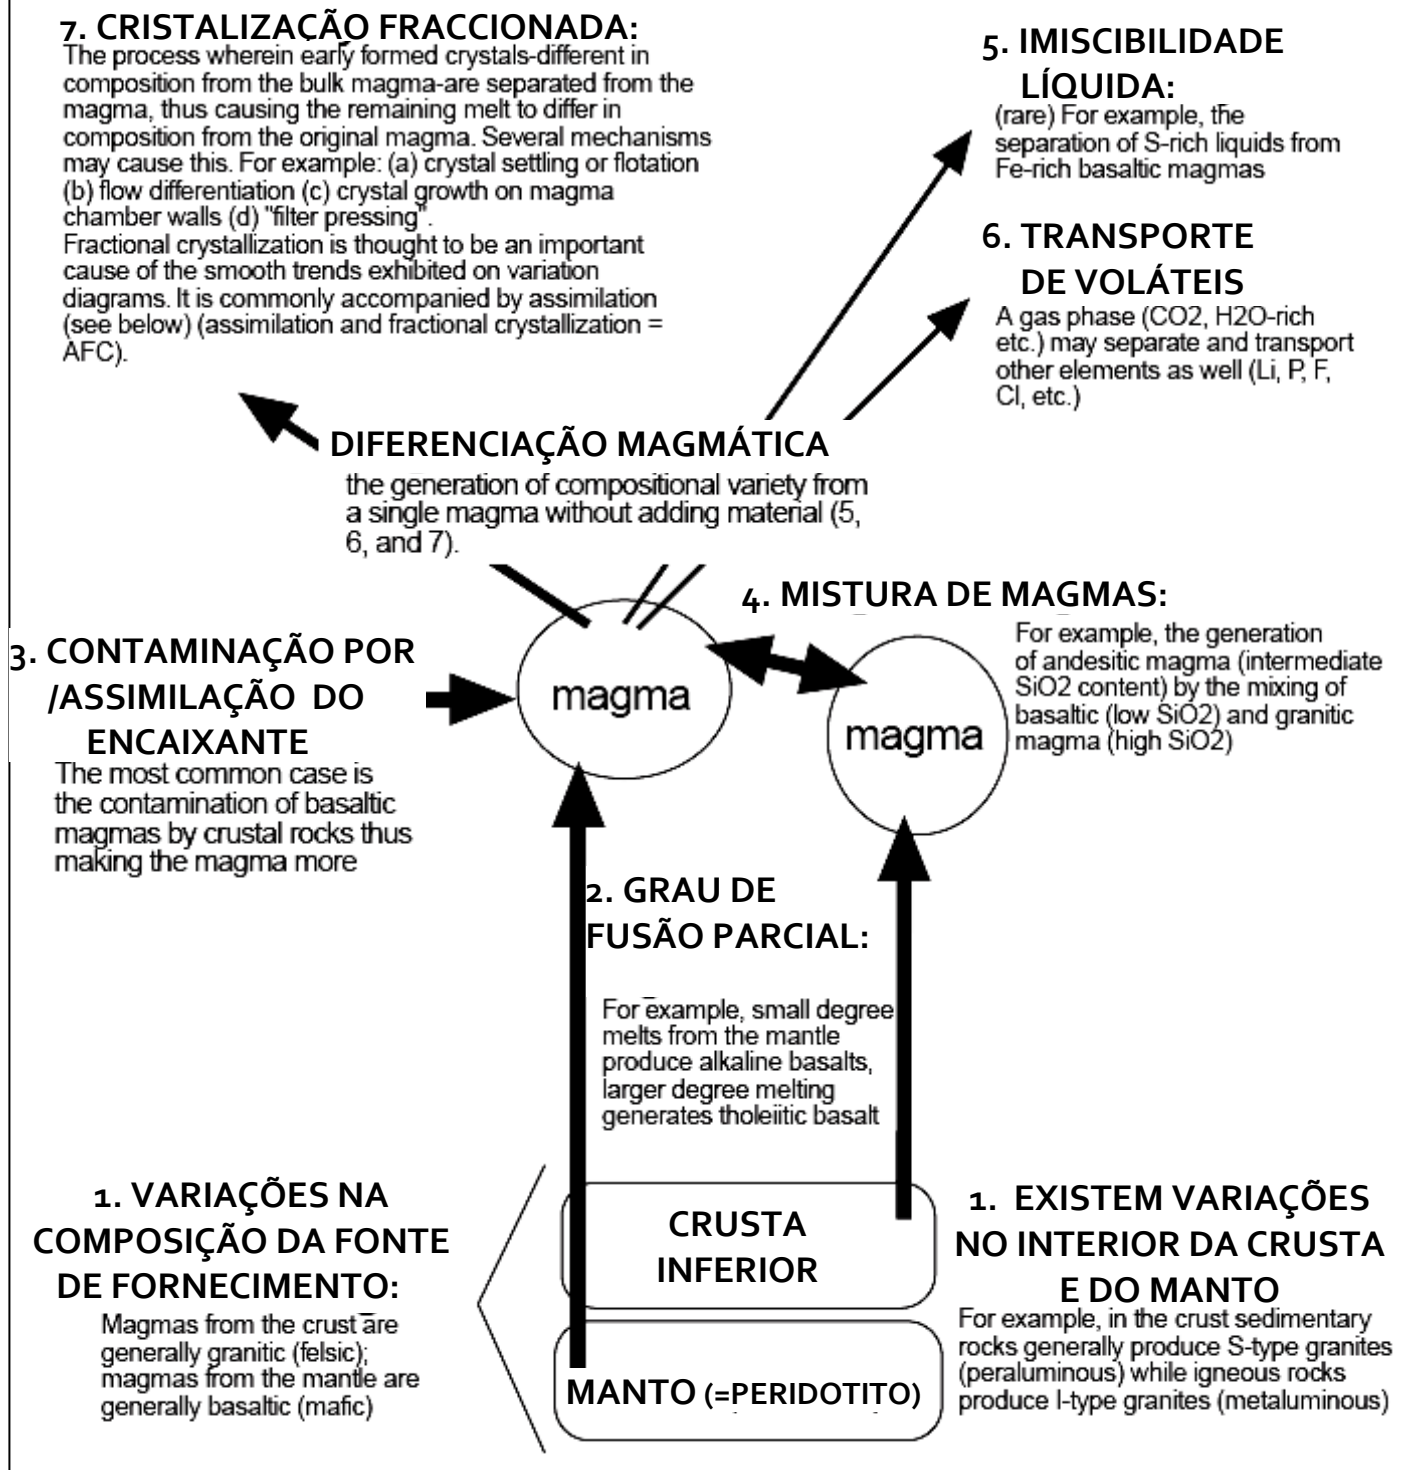 7. CRISTALIZAÇÃO FRACCIONADA:
The process wherein early formed crystals-different in
composition from the bulk magma-are separated from the
magma, thus causing the remaining melt to differ in
composition from the original magma. Several mechanisms
may cause this. For example: (a) crystal settling or flotation
(b) flow differentiation (c) crystal growth on magma
chamber walls (d) "filter pressing".
Fractional crystallization is thought to be an important
cause of the smooth trends exhibited on variation
diagrams. It is commonly accompanied by assimilation
(see below) (assimilation and fractional crystallization =
AFC).
5. IMISCIBILIDADE
LÍQUIDA:
(rare) For example, the
separation of S-rich liquids from
Fe-rich basaltic magmas
6. TRANSPORTE
DE VOLÁTEIS
A gas phase (CO2, H2O-rich
etc.) may separate and transport
other elements as well (Li, P, F,
Cl, etc.)
DIFERENCIAÇÃO MAGMÁTICA
the generation of compositional variety from
a single magma without adding material (5,
6, and 7).
4. MISTURA DE MAGMAS:
For example, the generation
of andesitic magma (intermediate
SiO2 content) by the mixing of
basaltic (low SiO2) and granitic
magma (high SiO2)
3. CONTAMINAÇÃO POR
/ASSIMILAÇÃO DO
ENCAIXANTE
The most common case is
the contamination of basaltic
magmas by crustal rocks thus
making the magma more
magma
magma
2. GRAU DE
FUSÃO PARCIAL:
For example, small degree
melts from the mantle
produce alkaline basalts,
larger degree melting
generates tholeiitic basalt
1. VARIAÇÕES NA
COMPOSIÇÃO DA FONTE
DE FORNECIMENTO:
Magmas from the crust are
generally granitic (felsic);
magmas from the mantle are
generally basaltic (mafic)
CRUSTA
INFERIOR
MANTO (=PERIDOTITO)
1. EXISTEM VARIAÇÕES
NO INTERIOR DA CRUSTA
E DO MANTO
For example, in the crust sedimentary
rocks generally produce S-type granites
(peraluminous) while igneous rocks
produce I-type granites (metaluminous)